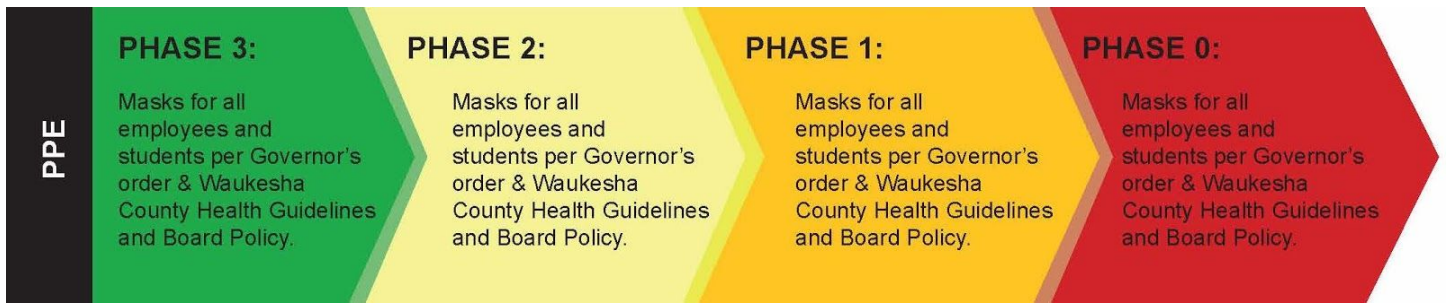 PPE
PHASE 3:
Masks for all
employees and
students per Governor's
order & Waukesha
County Health Guidelines
and Board Policy.
PHASE 2:
Masks for all
employees and
students per Governor's
order & Waukesha
County Health Guidelines
and Board Policy.
PHASE 1:
Masks for all
employees and
students per Governor's
order & Waukesha
County Health Guidelines
and Board Policy.
PHASE 0:
Masks for all
employees and
students per Governor's
order & Waukesha
County Health Guidelines
and Board Policy.